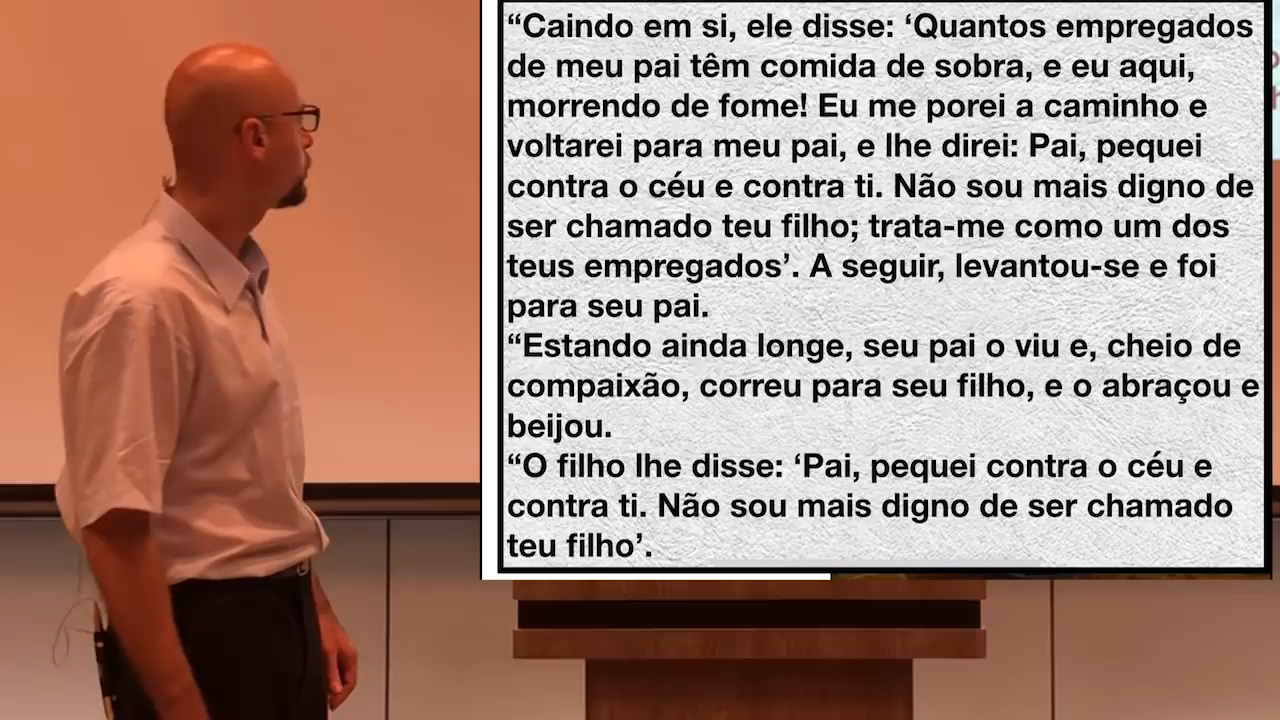 “Caindo em si, ele disse: ‘Quantos empregados
de meu pai têm comida de sobra, e eu aqui,
morrendo de fome! Eu me porei a caminho e
voltarei para meu pai, e lhe direi: Pai, pequei
contra o céu e contra ti. Não sou mais digno de
ser chamado teu filho; trata-me como um dos
teus empregados’. A seguir, levantou-se e foi
para seu pai.
“Estando ainda longe, seu pai o viu e, cheio de
compaixão, correu para seu filho, e o abraçou e
beijou.
“O filho lhe disse: ‘Pai, pequei contra o céu e
contra ti. Não sou mais digno de ser chamado
teu filho’.